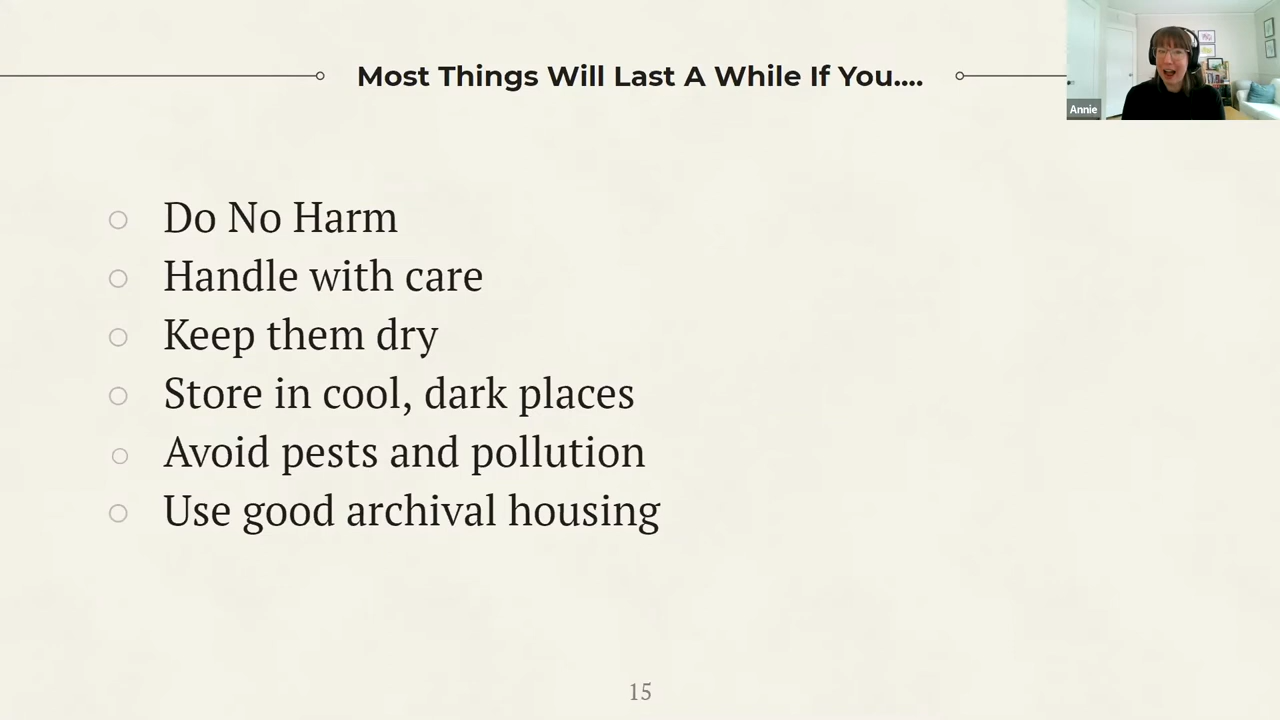 Most Things Will Last A While If You....
Annie
Do No Harm
Handle with care
Keep them dry
Store in cool, dark places
Avoid pests and pollution
Use good archival housing
15